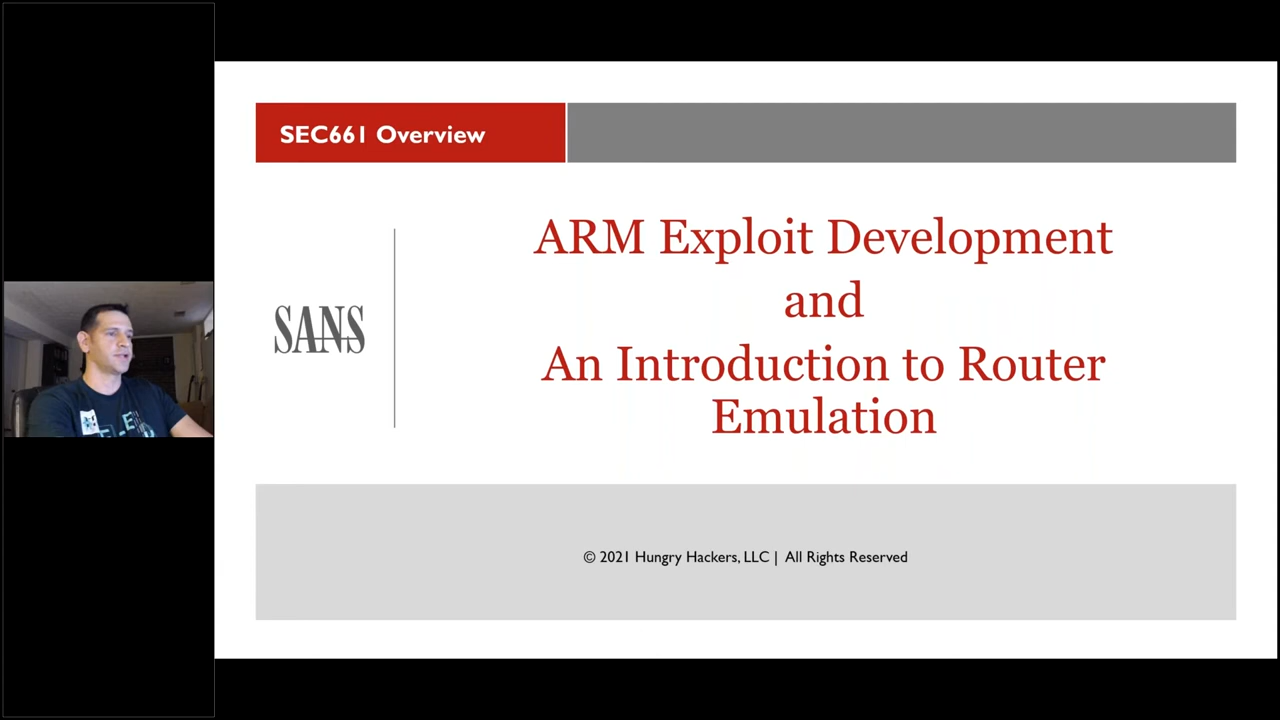 SEC661 Overview
SANS
ARM Exploit Development
and
An Introduction to Router
Emulation
© 2021 Hungry Hackers, LLC | All Rights Reserved